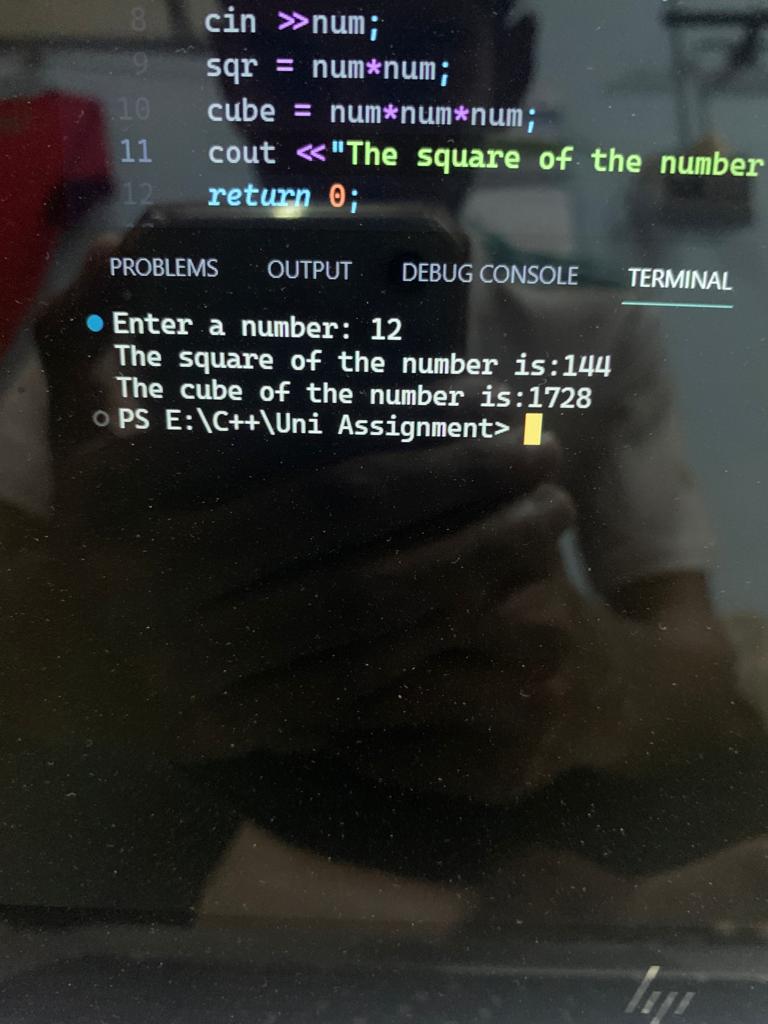 8 cin >>num;
9 sqr = num*num;
10 cube = num*num*num;
11 cout <<"The square of the number
12 return 0;
PROBLEMS OUTPUT DEBUG CONSOLE TERMINAL
Enter a number: 12
The square of the number is:144
The cube of the number is:1728
PS E:\C++\Uni Assignment>
hp